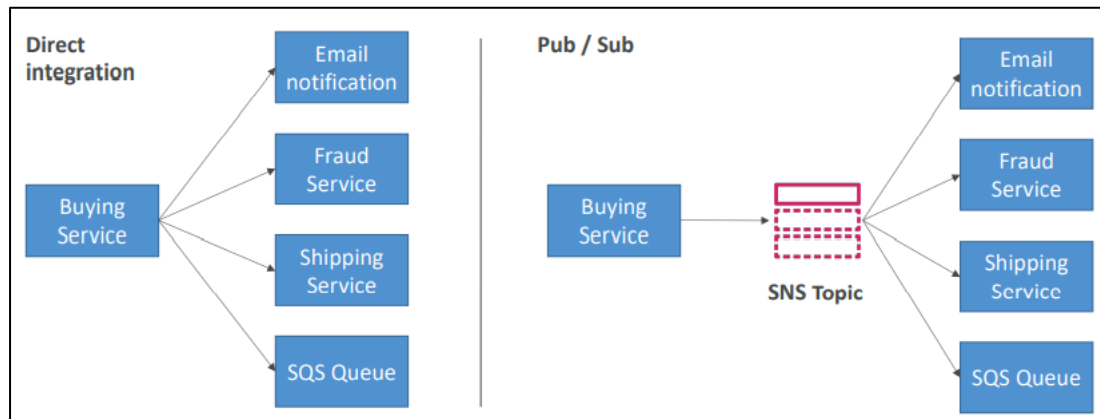 Direct
integration
Email
notification
Fraud
Service
Buying
Service
Shipping
Service
SQS Queue
Pub / Sub
Email
notification
Fraud
Service
Buying
Service
SNS Topic
Shipping
Service
SQS Queue